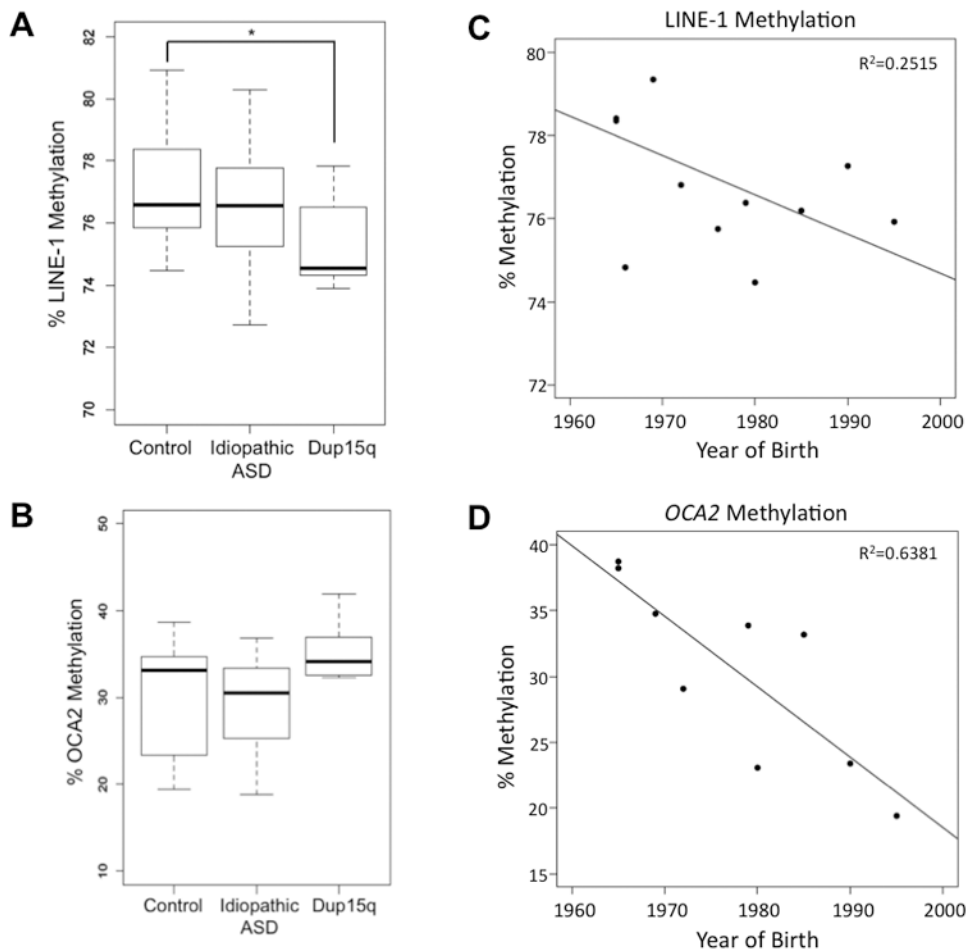 A
82
80
78
76
74
72
70
% LINE-1 Methylation
*
Control
Idiopathic
ASD
Dup15q
B
50
40
30
20
10
% OCA2 Methylation
Control
Idiopathic
ASD
Dup15q
C
LINE-1 Methylation
R²=0.2515
80
78
76
74
72
% Methylation
1960
1970
1980
1990
2000
Year of Birth
D
OCA2 Methylation
R²=0.6381
40
35
30
25
20
15
% Methylation
1960
1970
1980
1990
2000
Year of Birth